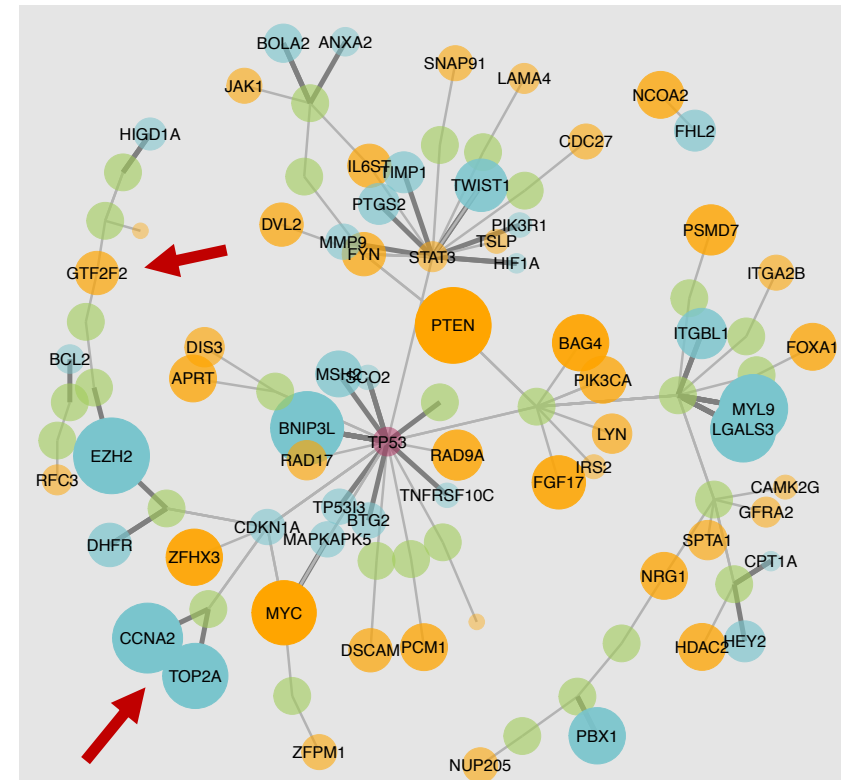 BOLA2
ANXA2
SNAP91
LAMA4
JAK1
NCOA2
FHL2
HIGD1A
CDC27
IL6ST
TIMP1
TWIST1
PTGS2
DVL2
MMP9
FYN
STAT3
PIK3R1
TSLP
HIF1A
PSMD7
GTF2F2
ITGA2B
PTEN
ITGBL1
BAG4
FOXA1
DIS3
BCL2
APRT
MSH2
SCO2
PIK3CA
MYL9
LGALS3
BNIP3L
TP53
LYN
EZH2
RAD17
RAD9A
IRS2
RFC3
FGF17
TNFRSF10C
CAMK2G
GFRA2
TP53I3
BTG2
CDKN1A
MAPKAPK5
DHFR
ZFHX3
SPTA1
CPT1A
NRG1
MYC
CCNA2
TOP2A
DSCAM
PCM1
HDAC2
HEY2
PBX1
ZFPM1
NUP205